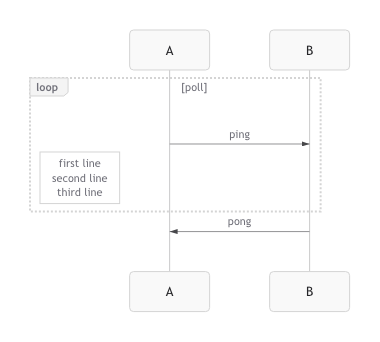 A B
loop [poll]
ping
first line
second line
third line
pong
A B